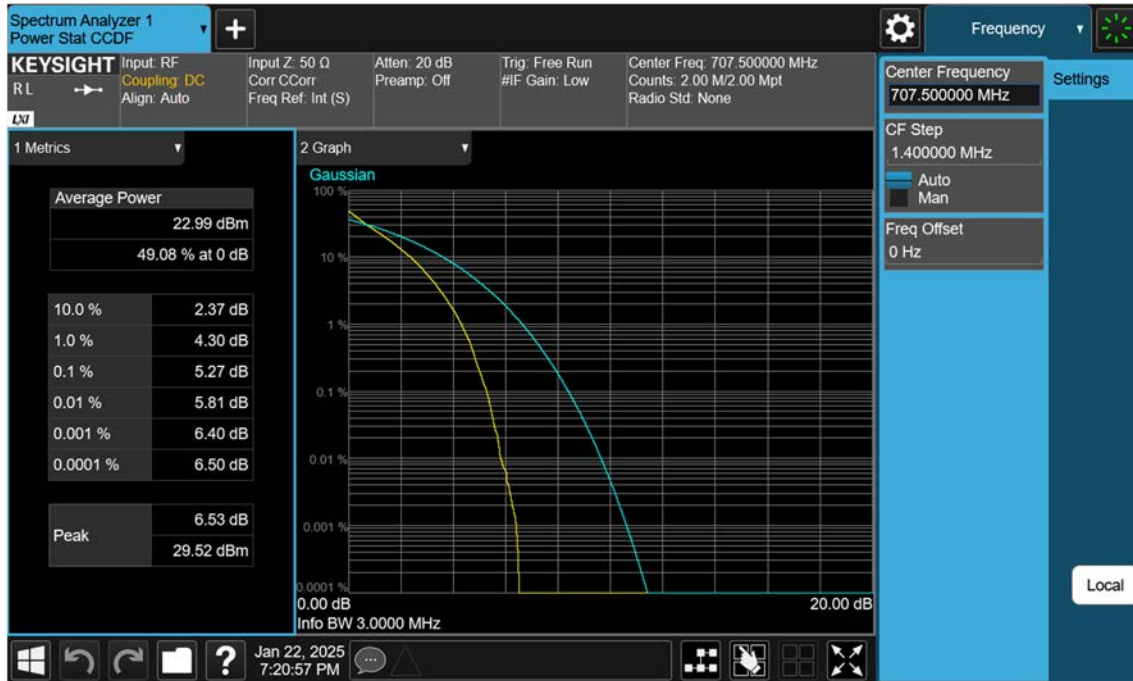 Spectrum Analyzer 1
Power Stat CCDF
Frequency
KEYSIGHT
R L
LXI
Input: RF
Coupling: DC
Align: Auto
Input Z: 50 Ω
Corr CCorr
Freq Ref: Int (S)
Atten: 20 dB
Preamp: Off
Trig: Free Run
#IF Gain: Low
Center Freq: 707.500000 MHz
Counts: 2.00 M/2.00 Mpt
Radio Std: None
Center Frequency
707.500000 MHz
Settings
CF Step
1.400000 MHz
Auto
Man
Freq Offset
0 Hz
Local
1 Metrics
Average Power
22.99 dBm
49.08 % at 0 dB
10.0 % 2.37 dB
1.0 % 4.30 dB
0.1 % 5.27 dB
0.01 % 5.81 dB
0.001 % 6.40 dB
0.0001 % 6.50 dB
Peak 6.53 dB
29.52 dBm
2 Graph
Gaussian
100 %
10 %
1 %
0.1 %
0.01 %
0.001 %
0.0001 %
0.00 dB 20.00 dB
Info BW 3.0000 MHz
?
Jan 22, 2025
7:20:57 PM